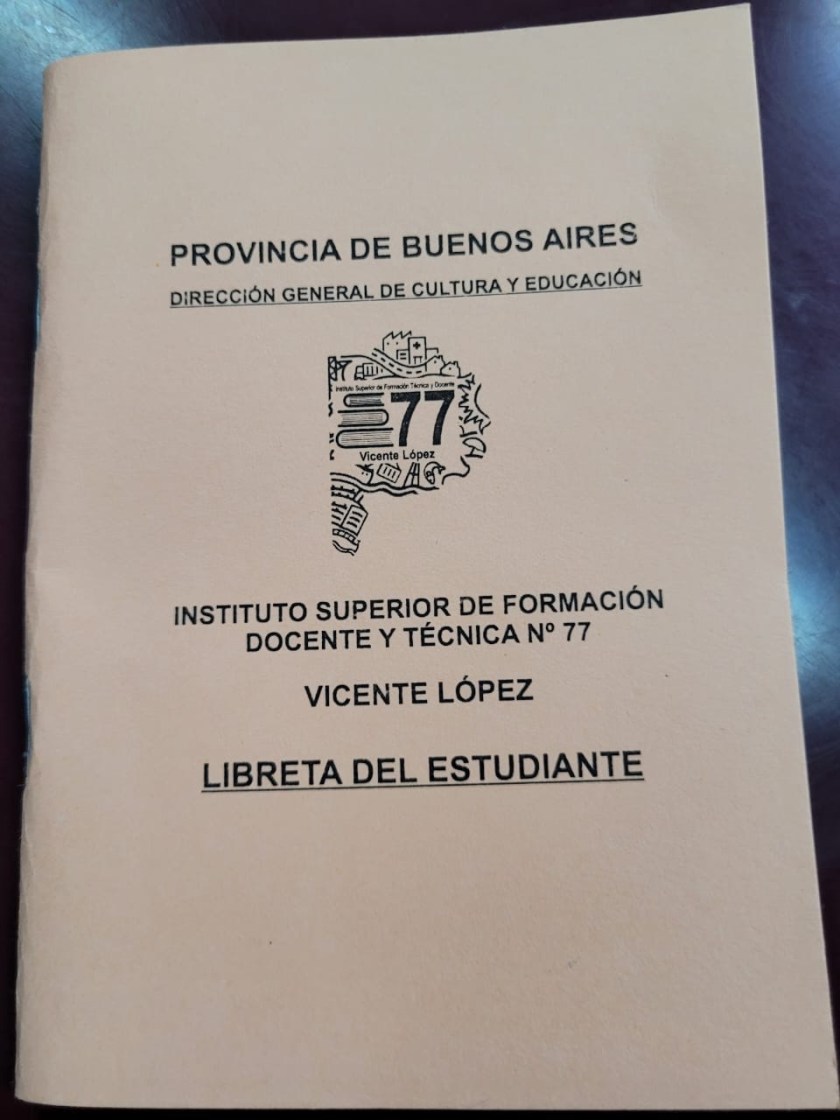 PROVINCIA DE BUENOS AIRES
DIRECCIÓN GENERAL DE CULTURA Y EDUCACIÓN
Instituto Superior de Formación Técnica y Docente
77
Vicente López
INSTITUTO SUPERIOR DE FORMACIÓN
DOCENTE Y TÉCNICA Nº 77
VICENTE LÓPEZ
LIBRETA DEL ESTUDIANTE